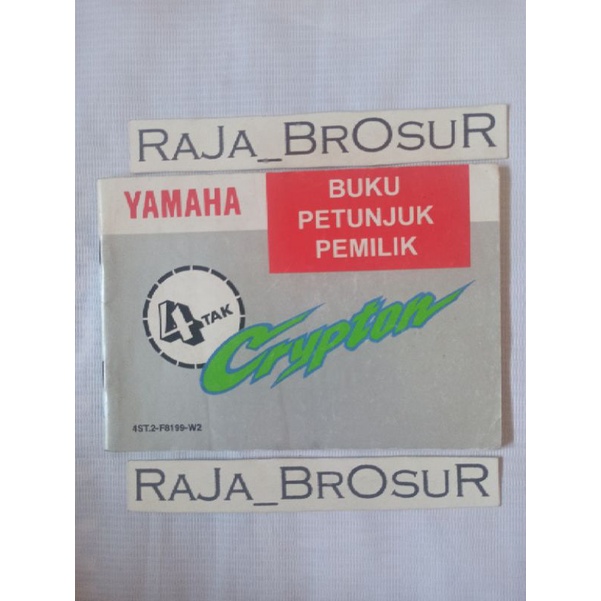 RAJA_BROSUR
YAMAHA
BUKU
PETUNJUK
PEMILIK
4 TAK
Crypton
4ST.2-F8199-W2
RAJA_BROSUR